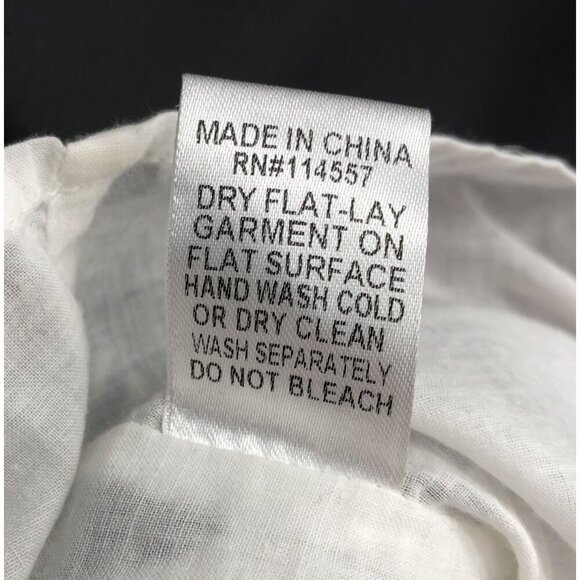 MADE IN CHINA
RN#114557
DRY FLAT-LAY
GARMENT ON
FLAT SURFACE
HAND WASH COLD
OR DRY CLEAN
WASH SEPARATELY
DO NOT BLEACH